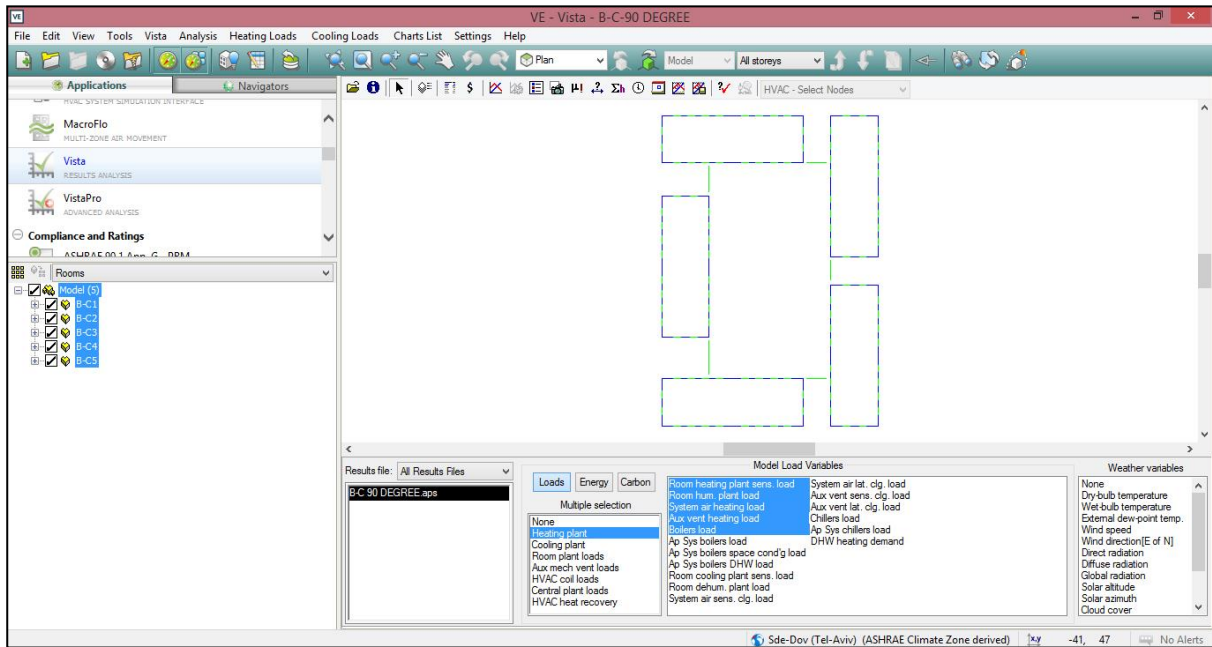 VE
VE - Vista - B-C-90 DEGREE
File Edit View Tools Vista Analysis Heating Loads Cooling Loads Charts List Settings Help
Plan
Model
All storeys
Applications
Navigators
HVAC - Select Nodes
HVAC SYSTEM SIMULATION INTERFACE
MacroFlo
MULTI-ZONE AIR MOVEMENT
Vista
RESULTS ANALYSIS
VistaPro
ADVANCED ANALYSIS
Compliance and Ratings
ASHRAE 90.1 App. G - PRM
Rooms
Model (5)
B-C1
B-C2
B-C3
B-C4
B-C5
Results file: All Results Files
B-C 90 DEGREE.aps
Loads Energy Carbon
Multiple selection
None
Heating plant
Cooling plant
Room plant loads
Aux mech vent loads
HVAC coil loads
Central plant loads
HVAC heat recovery
Model Load Variables
Room heating plant sens. load
Room hum. plant load
System air heating load
Aux vent heating load
Boilers load
Ap Sys boilers load
Ap Sys boilers space cond'g load
Ap Sys boilers DHW load
Room cooling plant sens. load
Room dehum. plant load
System air sens. clg. load
System air lat. clg. load
Aux vent sens. clg. load
Aux vent lat. clg. load
Chillers load
Ap Sys chillers load
DHW heating demand
Weather variables
None
Dry-bulb temperature
Wet-bulb temperature
External dew-point temp.
Wind speed
Wind direction[E of N]
Direct radiation
Diffuse radiation
Global radiation
Solar altitude
Solar azimuth
Cloud cover
Sde-Dov (Tel-Aviv) (ASHRAE Climate Zone derived)
x,y
-41, 47
No Alerts